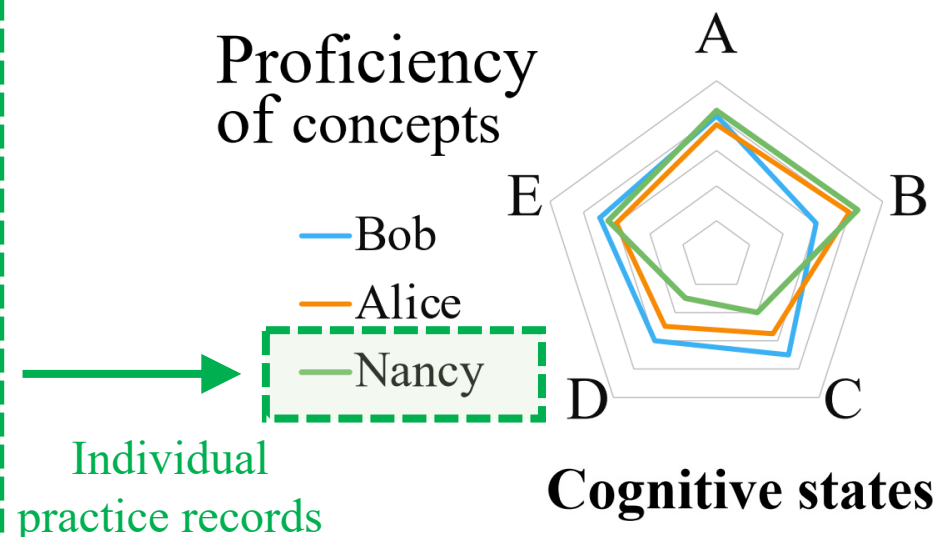 Proficiency
of concepts
Bob
Alice
Nancy
Individual
practice records
A
B
C
D
E
Cognitive states